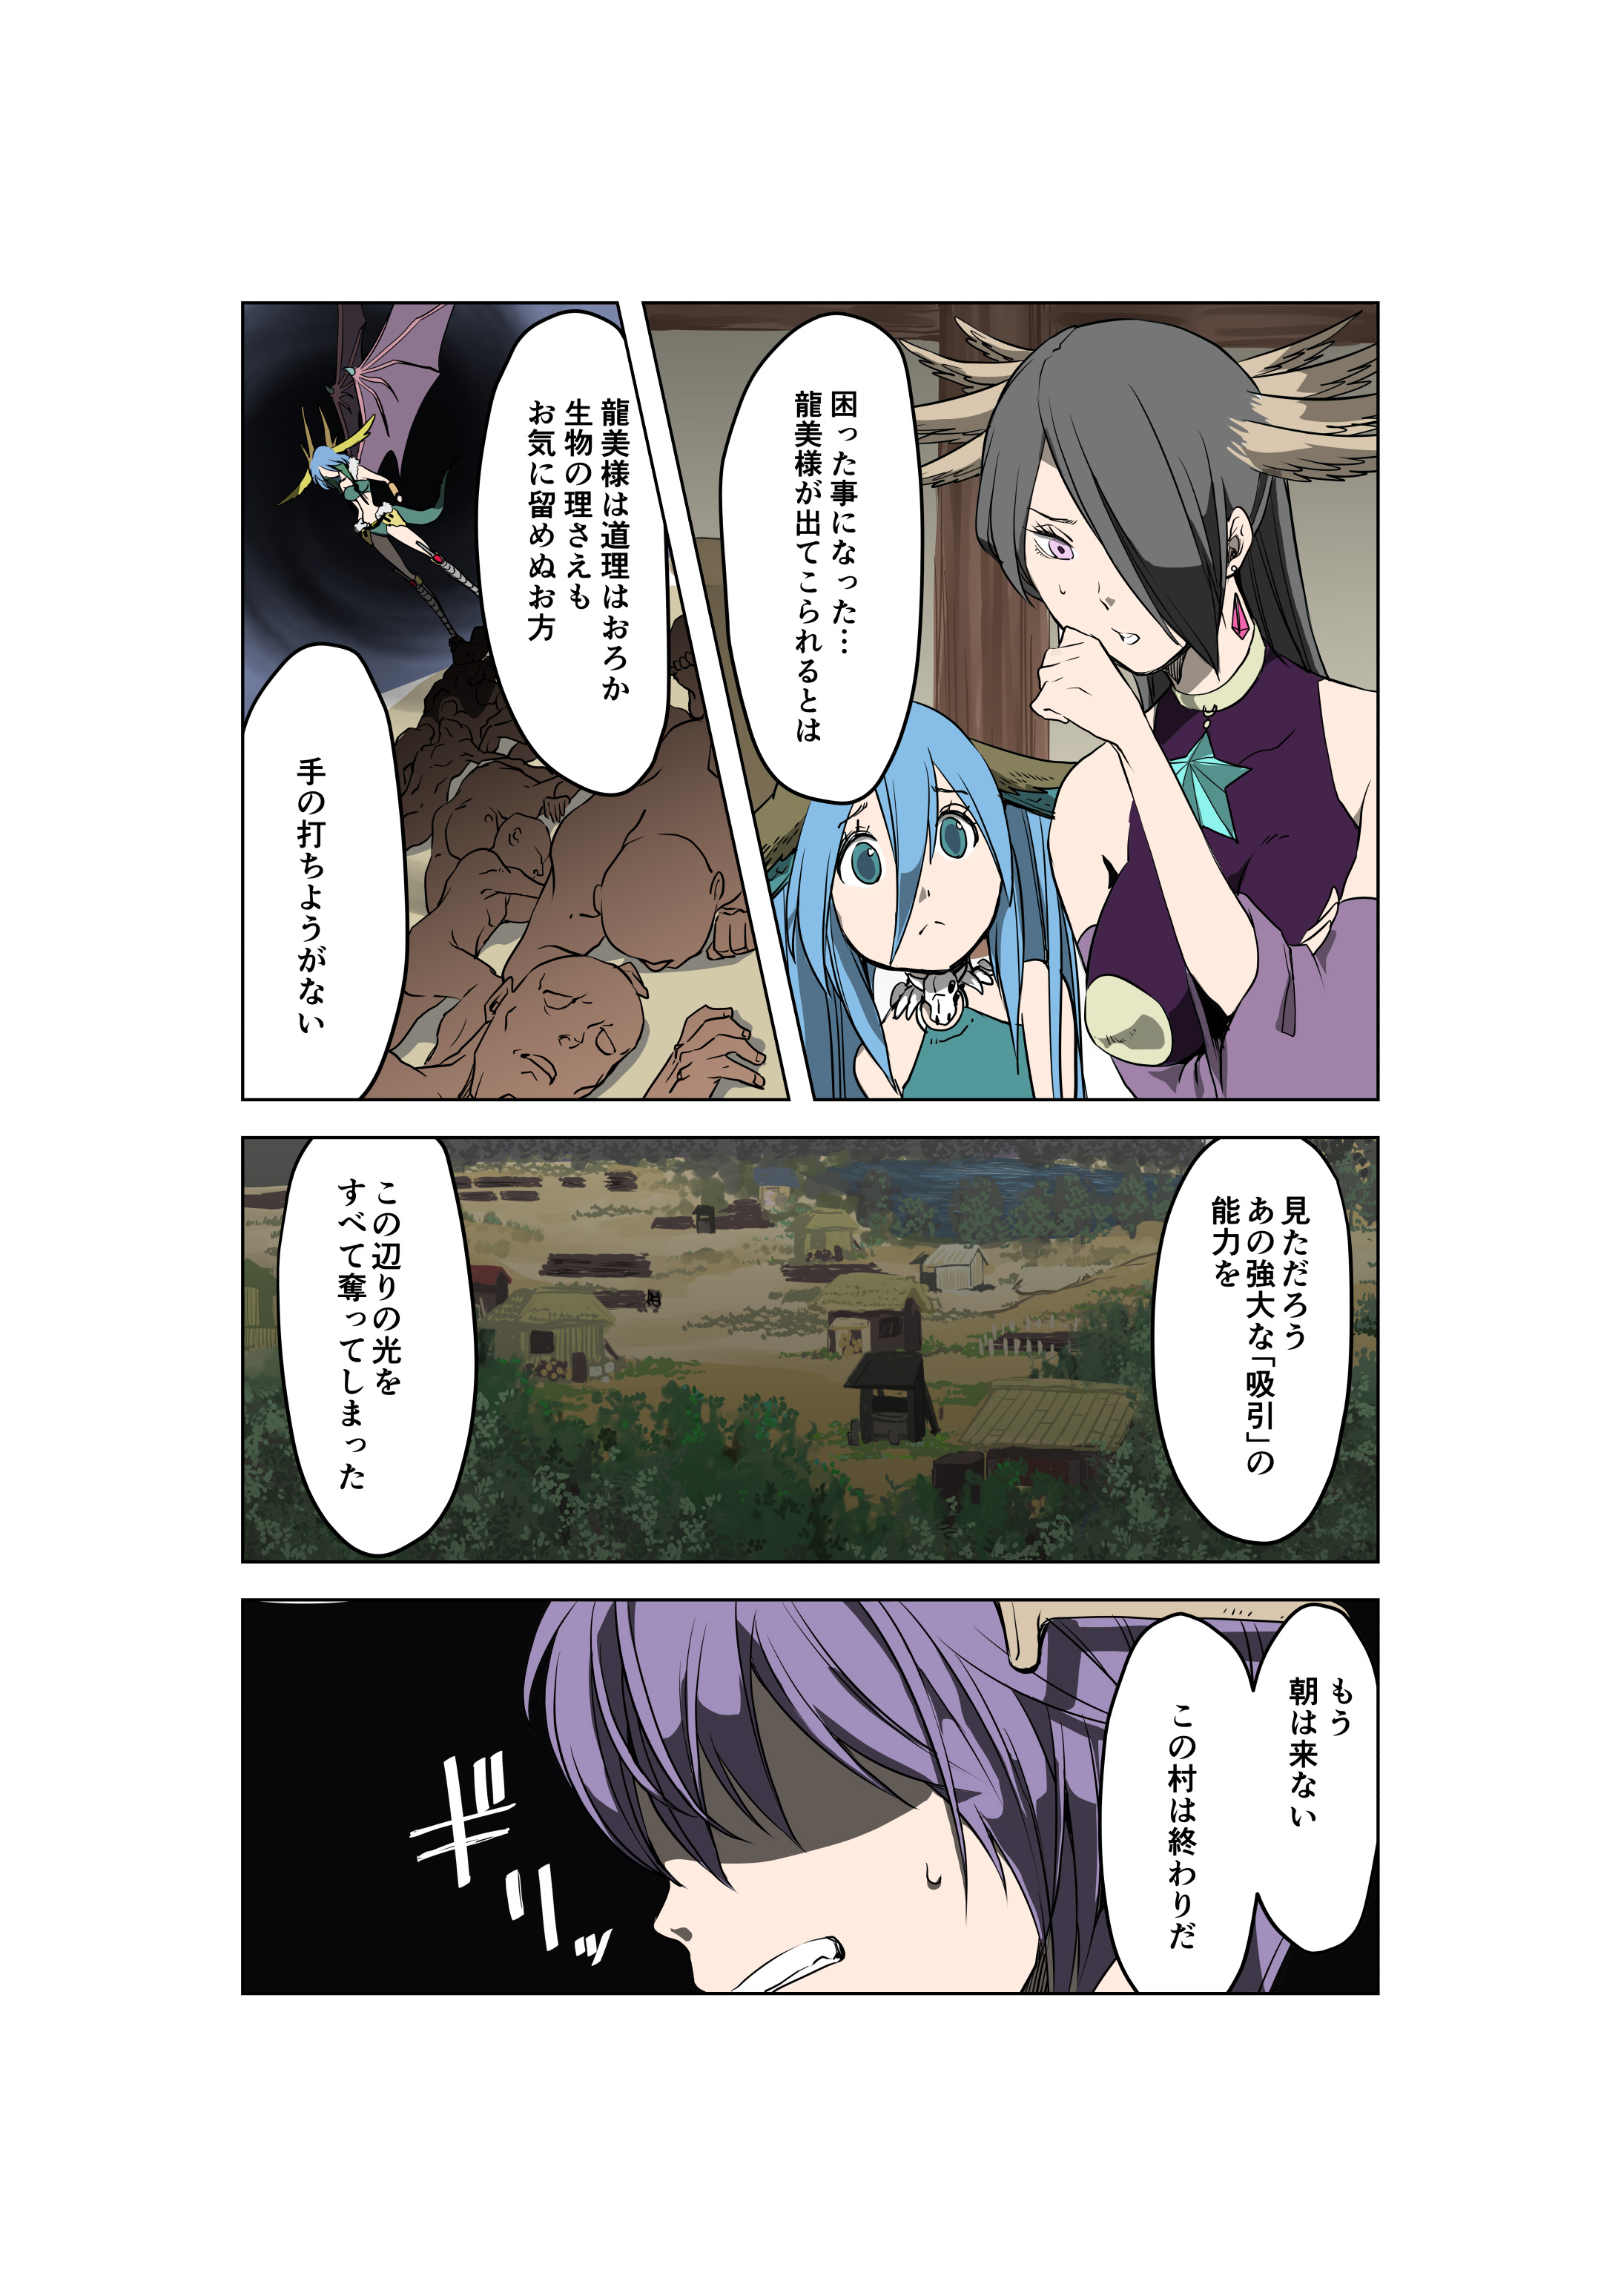 困った事になった…
龍美様が出てこられるとは
龍美様は道理はおろか
生物の理さえも
お気に留めぬお方
手の打ちようがない
見ただろう
あの強大な「吸引」の
能力を
この辺りの光を
すべて奪ってしまった
もう
朝は来ない
この村は終わりだ
ギリッ